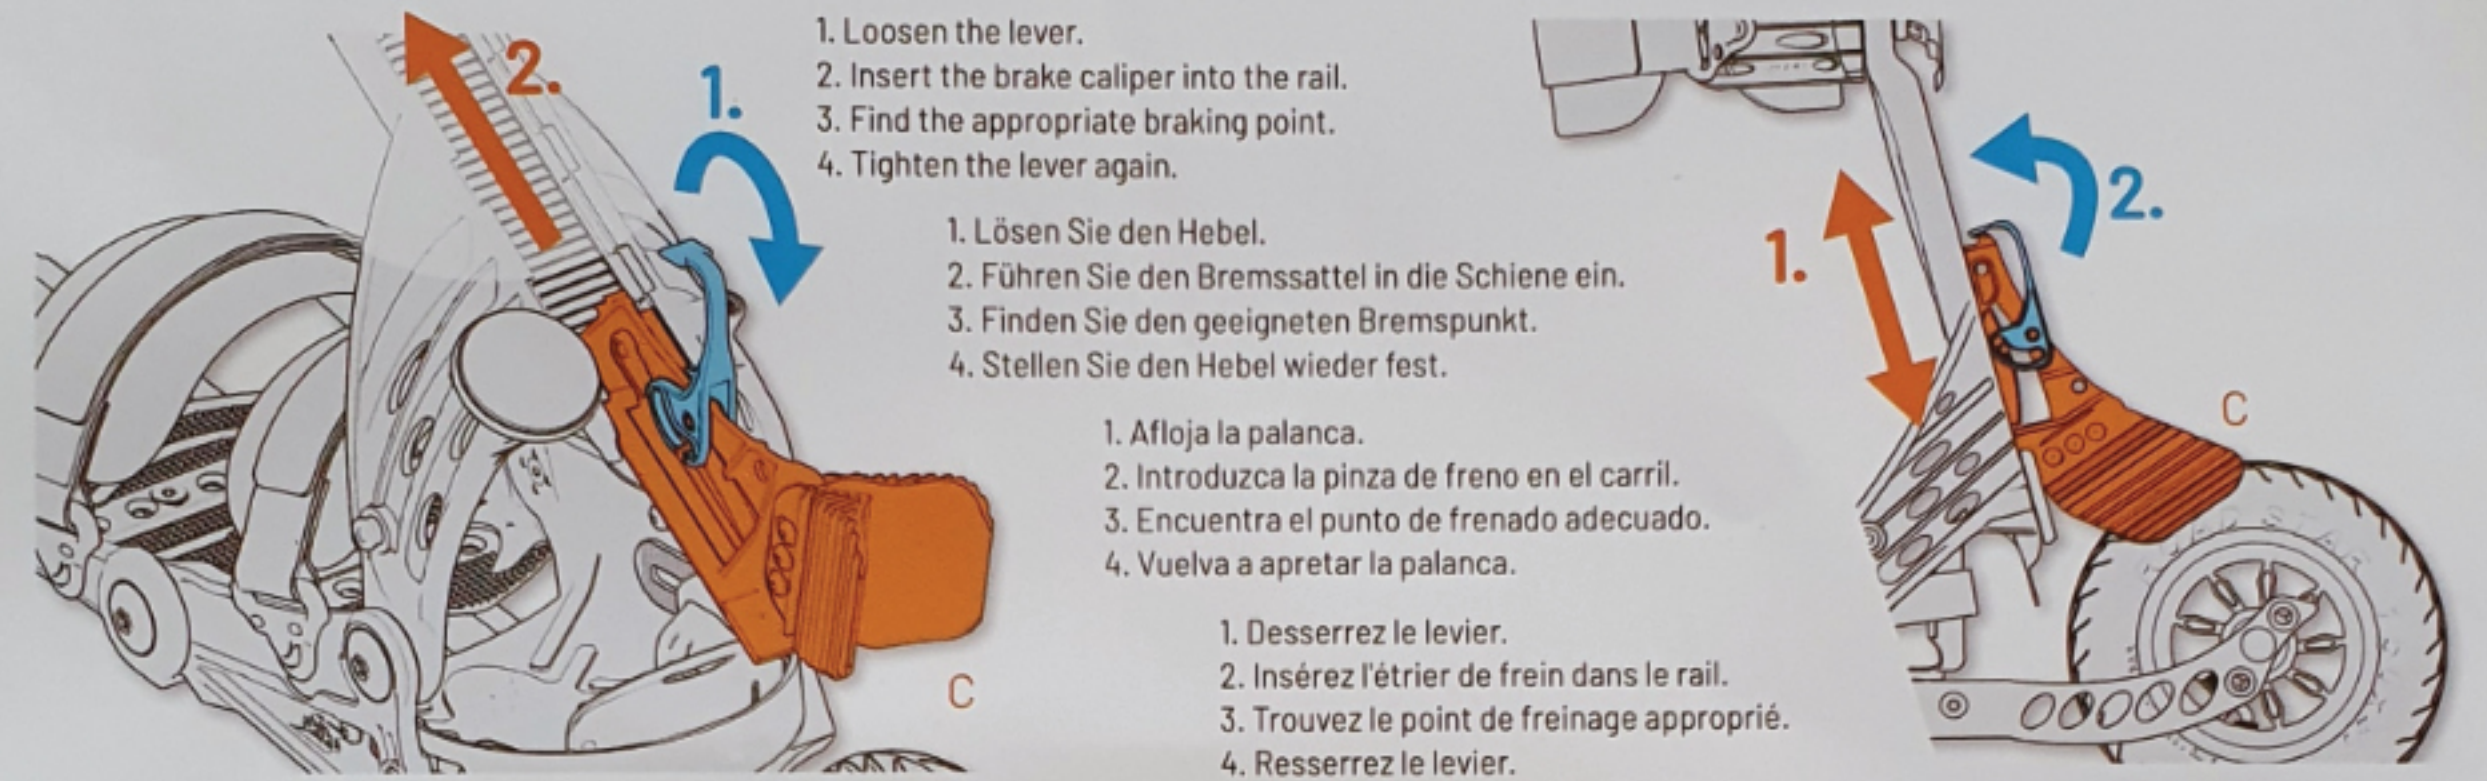 2.
1.
1. Loosen the lever.
2. Insert the brake caliper into the rail.
3. Find the appropriate braking point.
4. Tighten the lever again.
1. Lösen Sie den Hebel.
2. Führen Sie den Bremssattel in die Schiene ein.
3. Finden Sie den geeigneten Bremspunkt.
4. Stellen Sie den Hebel wieder fest.
1. Afloja la palanca.
2. Introduzca la pinza de freno en el carril.
3. Encuentra el punto de frenado adecuado.
4. Vuelva a apretar la palanca.
1. Desserrez le levier.
2. Insérez l'étrier de frein dans le rail.
3. Trouvez le point de freinage approprié.
4. Resserrez le levier.
C
1.
2.
C